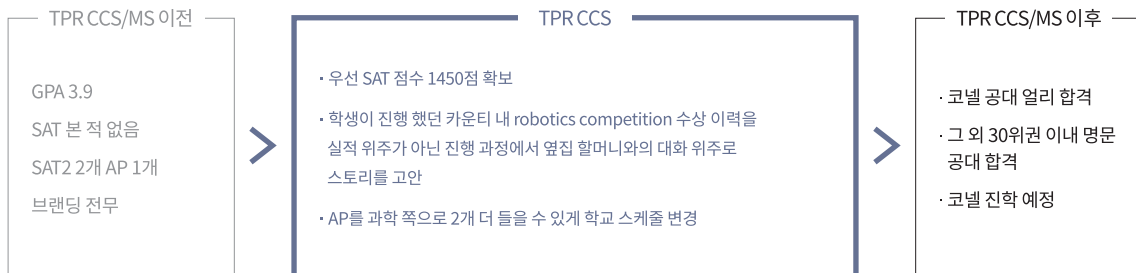 TPR CCS/MS 이전
GPA 3.9
SAT 본 적 없음
SAT2 2개 AP 1개
브랜딩 전무
TPR CCS
· 우선 SAT 점수 1450점 확보
· 학생이 진행 했던 카운티 내 robotics competition 수상 이력을
실적 위주가 아닌 진행 과정에서 옆집 할머니와의 대화 위주로
스토리를 고안
· AP를 과학 쪽으로 2개 더 들을 수 있게 학교 스케줄 변경
TPR CCS/MS 이후
· 코넬 공대 얼리 합격
· 그 외 30위권 이내 명문
공대 합격
· 코넬 진학 예정